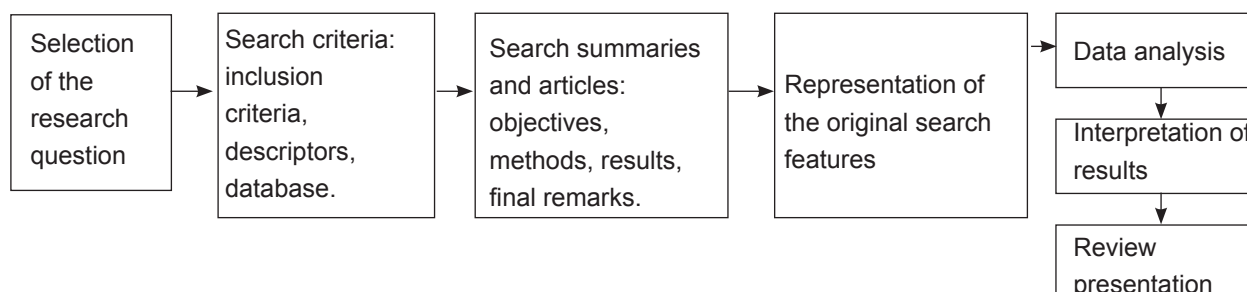 Selection
of the
research
question
Search criteria:
inclusion
criteria,
descriptors,
database.
Search summaries
and articles:
objectives,
methods, results,
final remarks.
Representation of
the original search
features
Data analysis
Interpretation of
results
Review
presentation